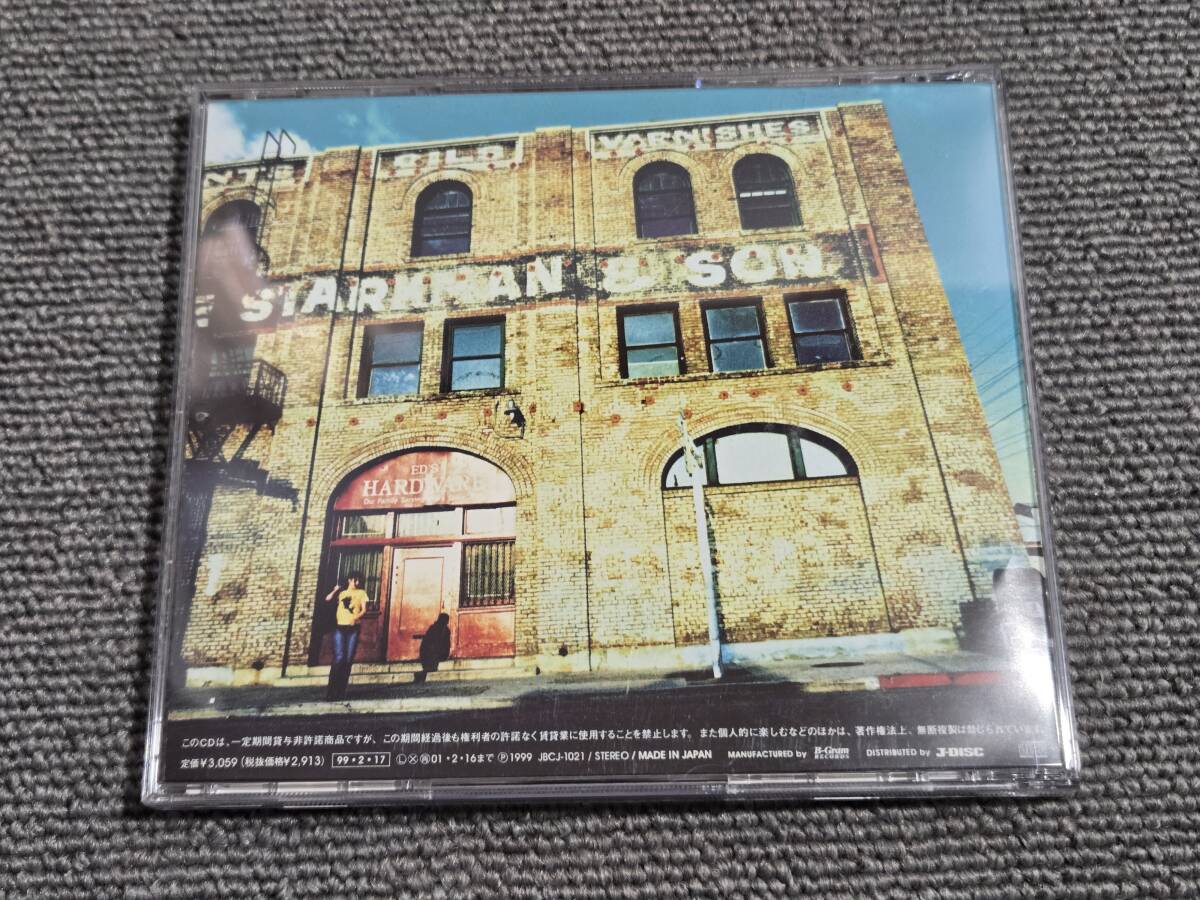 OILS
VARNISHES
STARKMAN & SON
ED'S
HARDWARE
Our Family
このCDは、一定期間貸与非許諾商品ですが、この期間経過後も権利者の許諾なく賃貸業に使用することを禁止します。また個人的に楽しむなどのほかは、著作権法上、無断複製は禁じられています。
定価¥3,059（税抜価格¥2,913） 99・2・17 Ⓛ 01・2・16まで Ⓟ1999 JBCJ-1021 / STEREO / MADE IN JAPAN MANUFACTURED by B-Gram RECORDS DISTRIBUTED by J-DISC